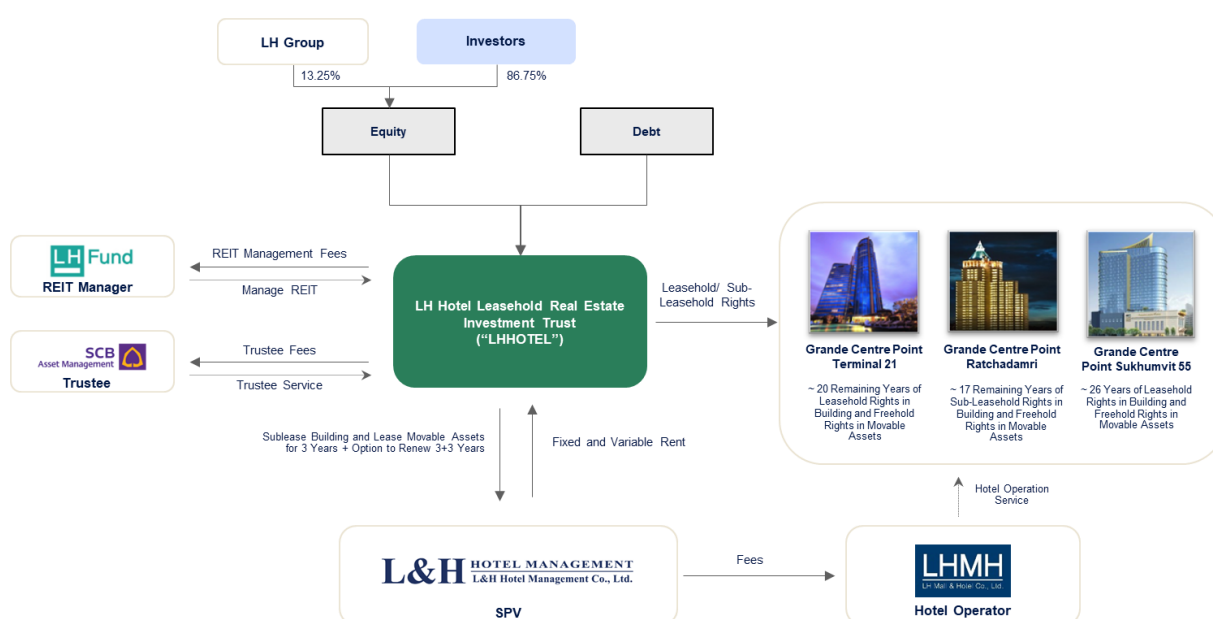 LH Group
Investors
13.25%
86.75%
Equity
Debt
LH Fund
REIT Manager
REIT Management Fees
Manage REIT
SCB
Asset Management
Trustee
Trustee Fees
Trustee Service
LH Hotel Leasehold Real Estate
Investment Trust
(“LHHOTEL”)
Leasehold/ Sub-
Leasehold Rights
Grande Centre Point
Terminal 21
~ 20 Remaining Years of
Leasehold Rights in
Building and Freehold
Rights in Movable
Assets
Grande Centre Point
Ratchadamri
~ 17 Remaining Years of
Sub-Leasehold Rights in
Building and Freehold
Rights in Movable
Assets
Grande Centre
Point Sukhumvit 55
~ 26 Years of Leasehold
Rights in Building and
Freehold Rights in
Movable Assets
Sublease Building and Lease Movable Assets
for 3 Years + Option to Renew 3+3 Years
Fixed and Variable Rent
Hotel Operation
Service
L&H HOTEL MANAGEMENT
L&H Hotel Management Co., Ltd.
SPV
Fees
LHMH
LH Mall & Hotel Co., Ltd.
Hotel Operator